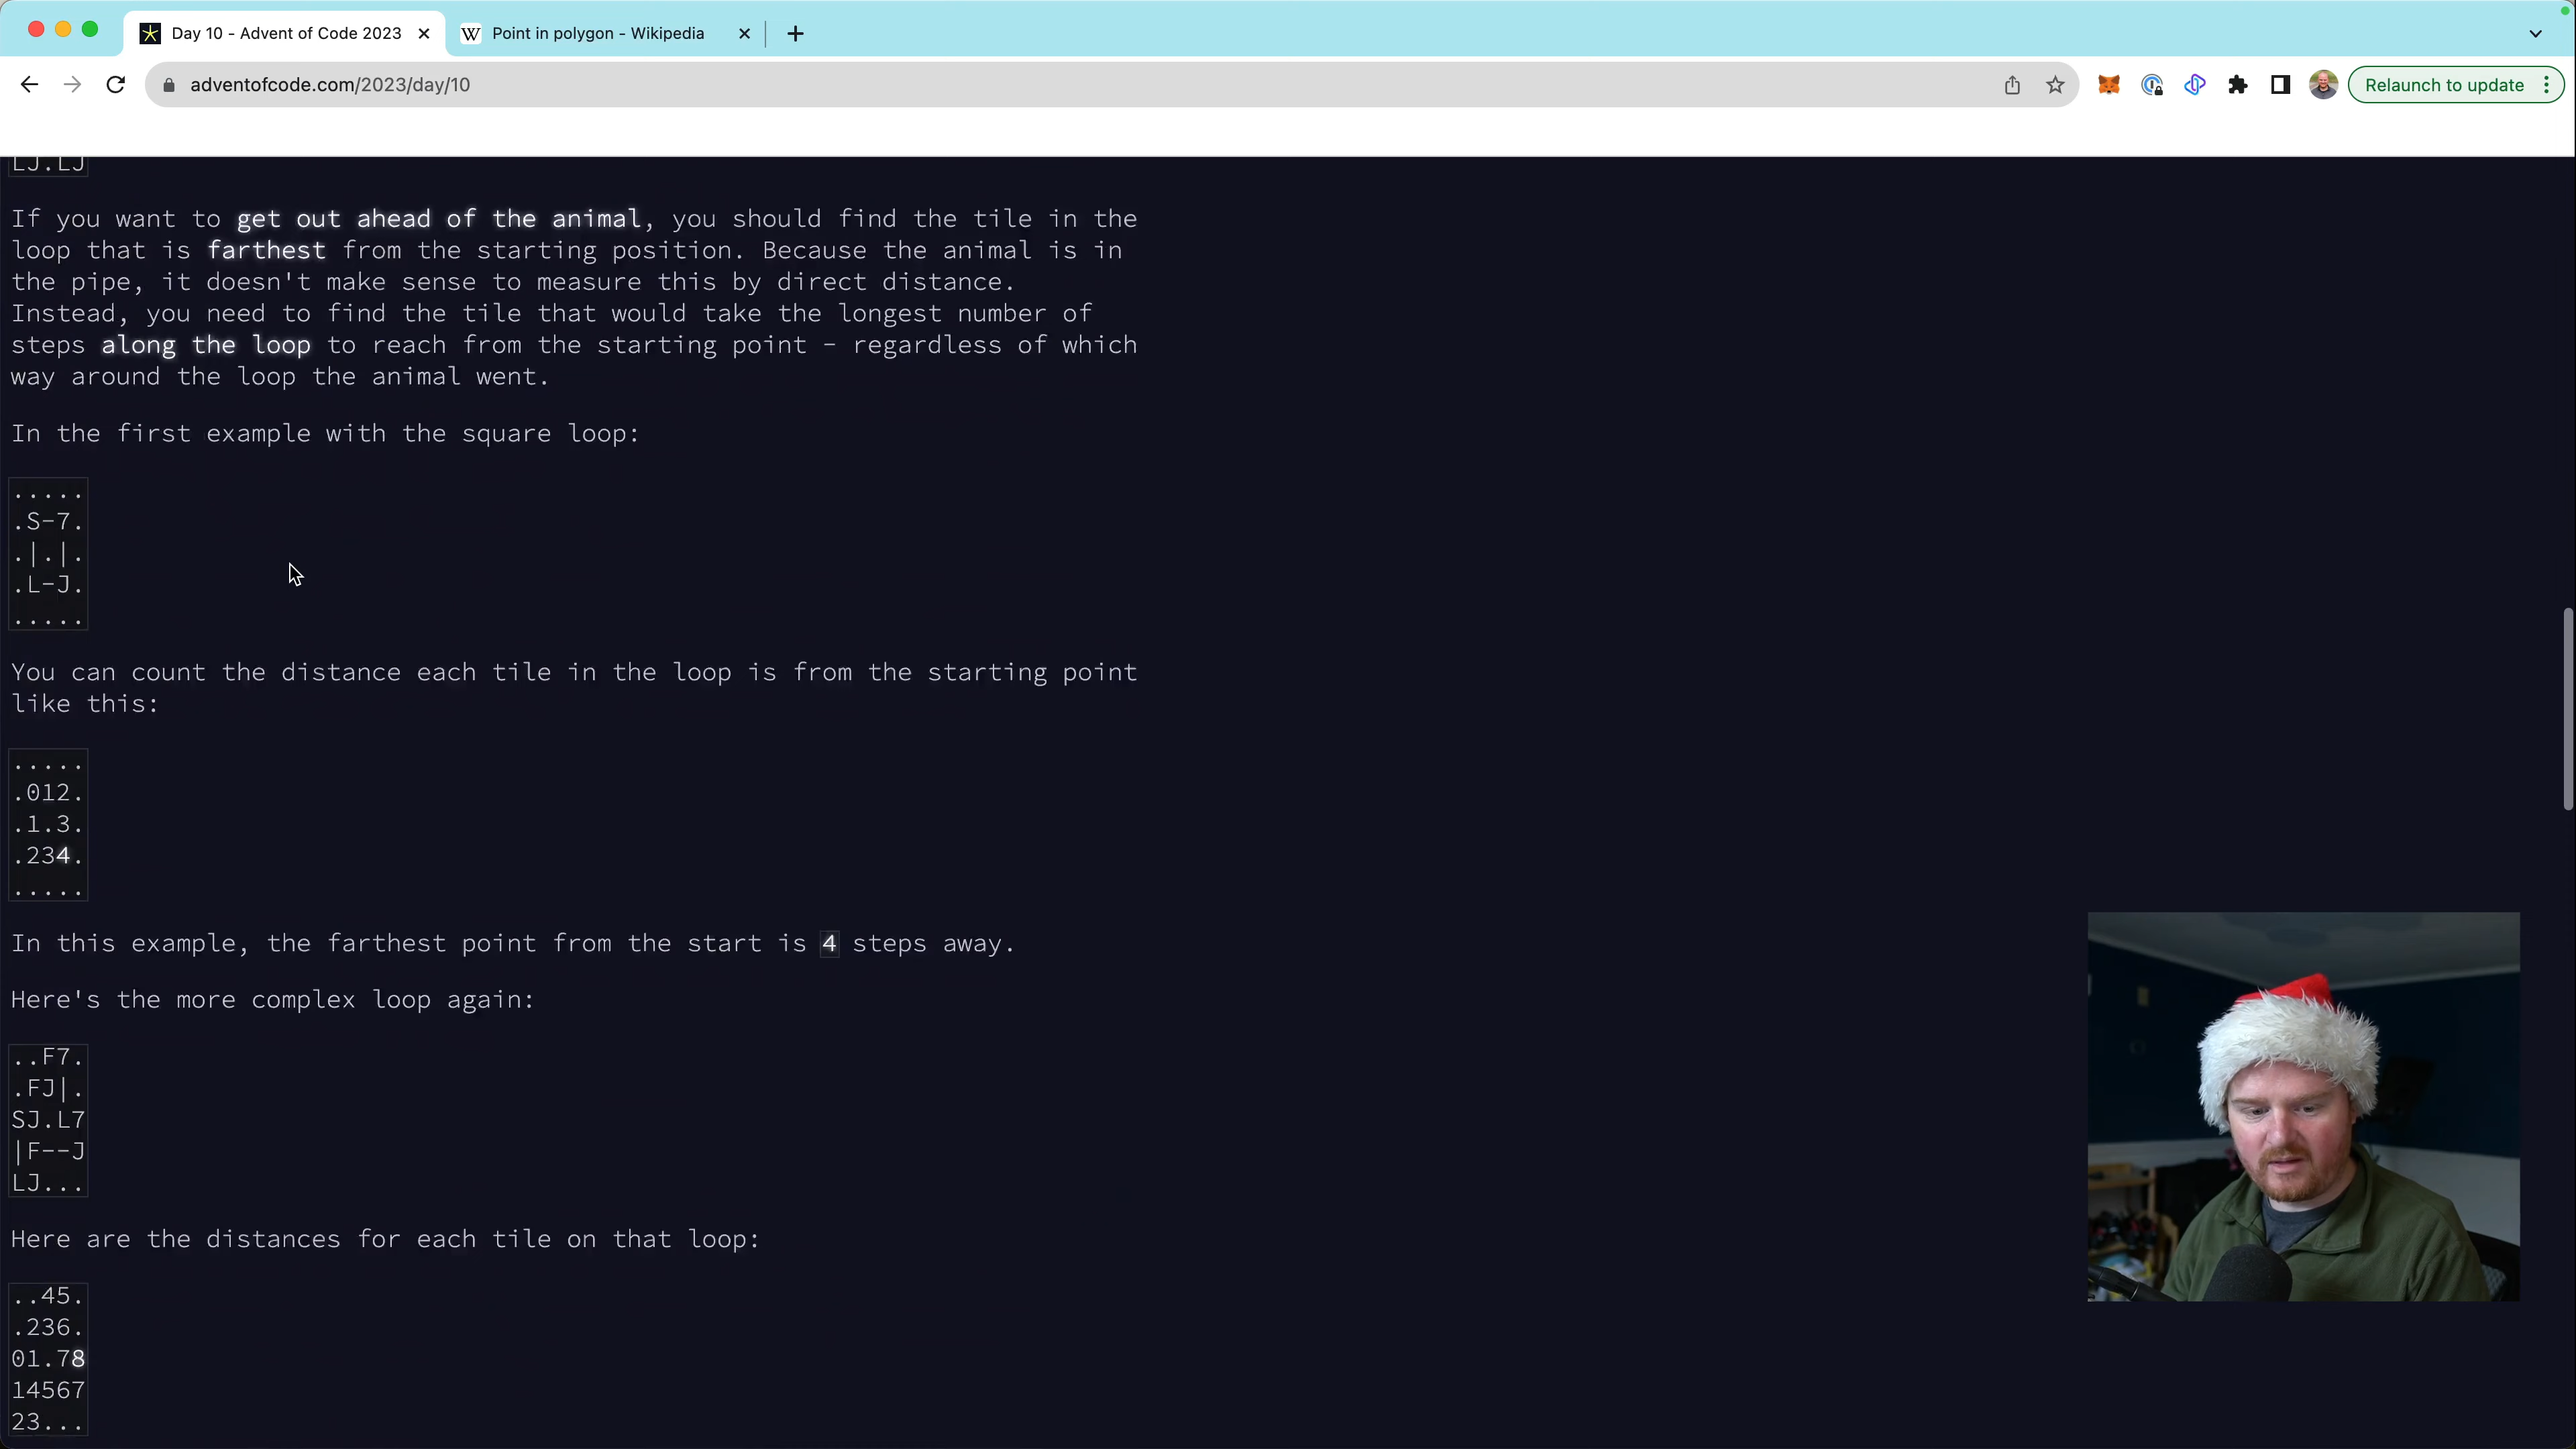 Day 10 - Advent of Code 2023
Point in polygon - Wikipedia
adventofcode.com/2023/day/10
Relaunch to update
LJ.LJ
If you want to get out ahead of the animal, you should find the tile in the
loop that is farthest from the starting position. Because the animal is in
the pipe, it doesn't make sense to measure this by direct distance.
Instead, you need to find the tile that would take the longest number of
steps along the loop to reach from the starting point - regardless of which
way around the loop the animal went.
In the first example with the square loop:
.....
.S-7.
.|.|.
.L-J.
.....
You can count the distance each tile in the loop is from the starting point
like this:
.....
.012.
.1.3.
.234.
.....
In this example, the farthest point from the start is 4 steps away.
Here's the more complex loop again:
..F7.
.FJ|.
SJ.L7
|F--J
LJ...
Here are the distances for each tile on that loop:
..45.
.236.
01.78
14567
23...